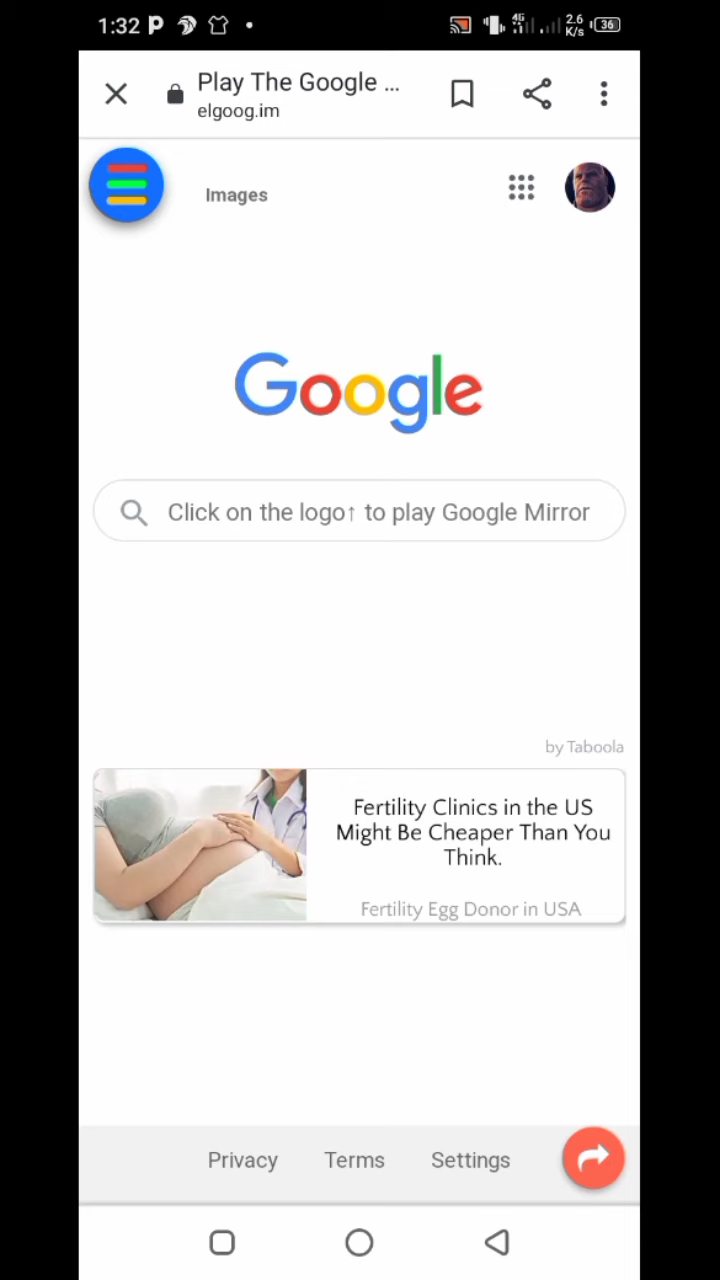 1:32
4G
2.6
K/s
36
Play The Google ...
elgoog.im
Images
Google
Click on the logo↑ to play Google Mirror
by Taboola
Fertility Clinics in the US
Might Be Cheaper Than You
Think.
Fertility Egg Donor in USA
Privacy Terms Settings